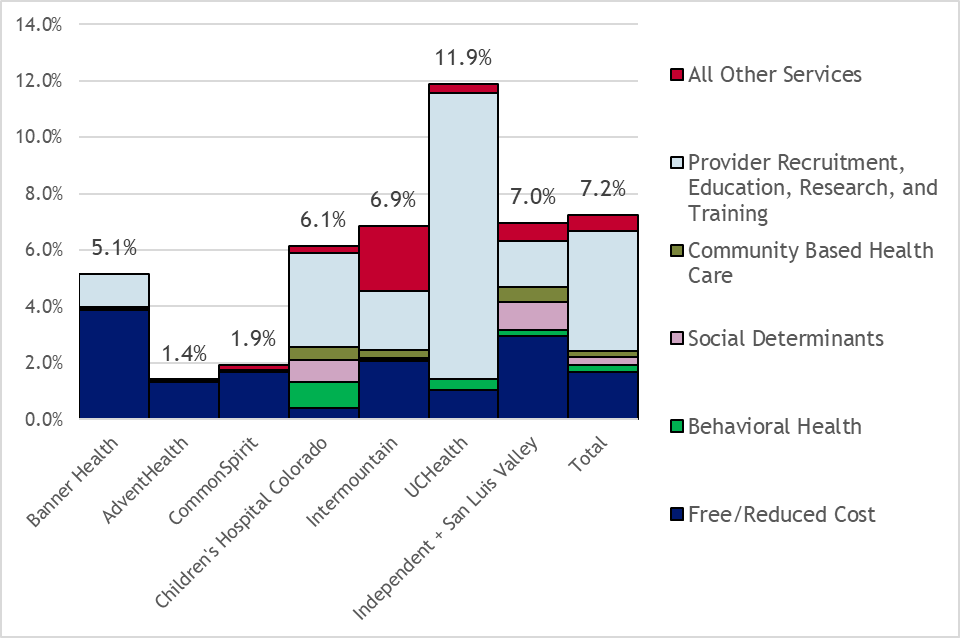 14.0%
12.0%
10.0%
8.0%
6.0%
4.0%
2.0%
0.0%
5.1%
1.4%
1.9%
6.1%
6.9%
11.9%
7.0%
7.2%
Banner Health
AdventHealth
CommonSpirit
Children's Hospital Colorado
Intermountain
UCHealth
Independent + San Luis Valley
Total
All Other Services
Provider Recruitment,
Education, Research, and
Training
Community Based Health
Care
Social Determinants
Behavioral Health
Free/Reduced Cost